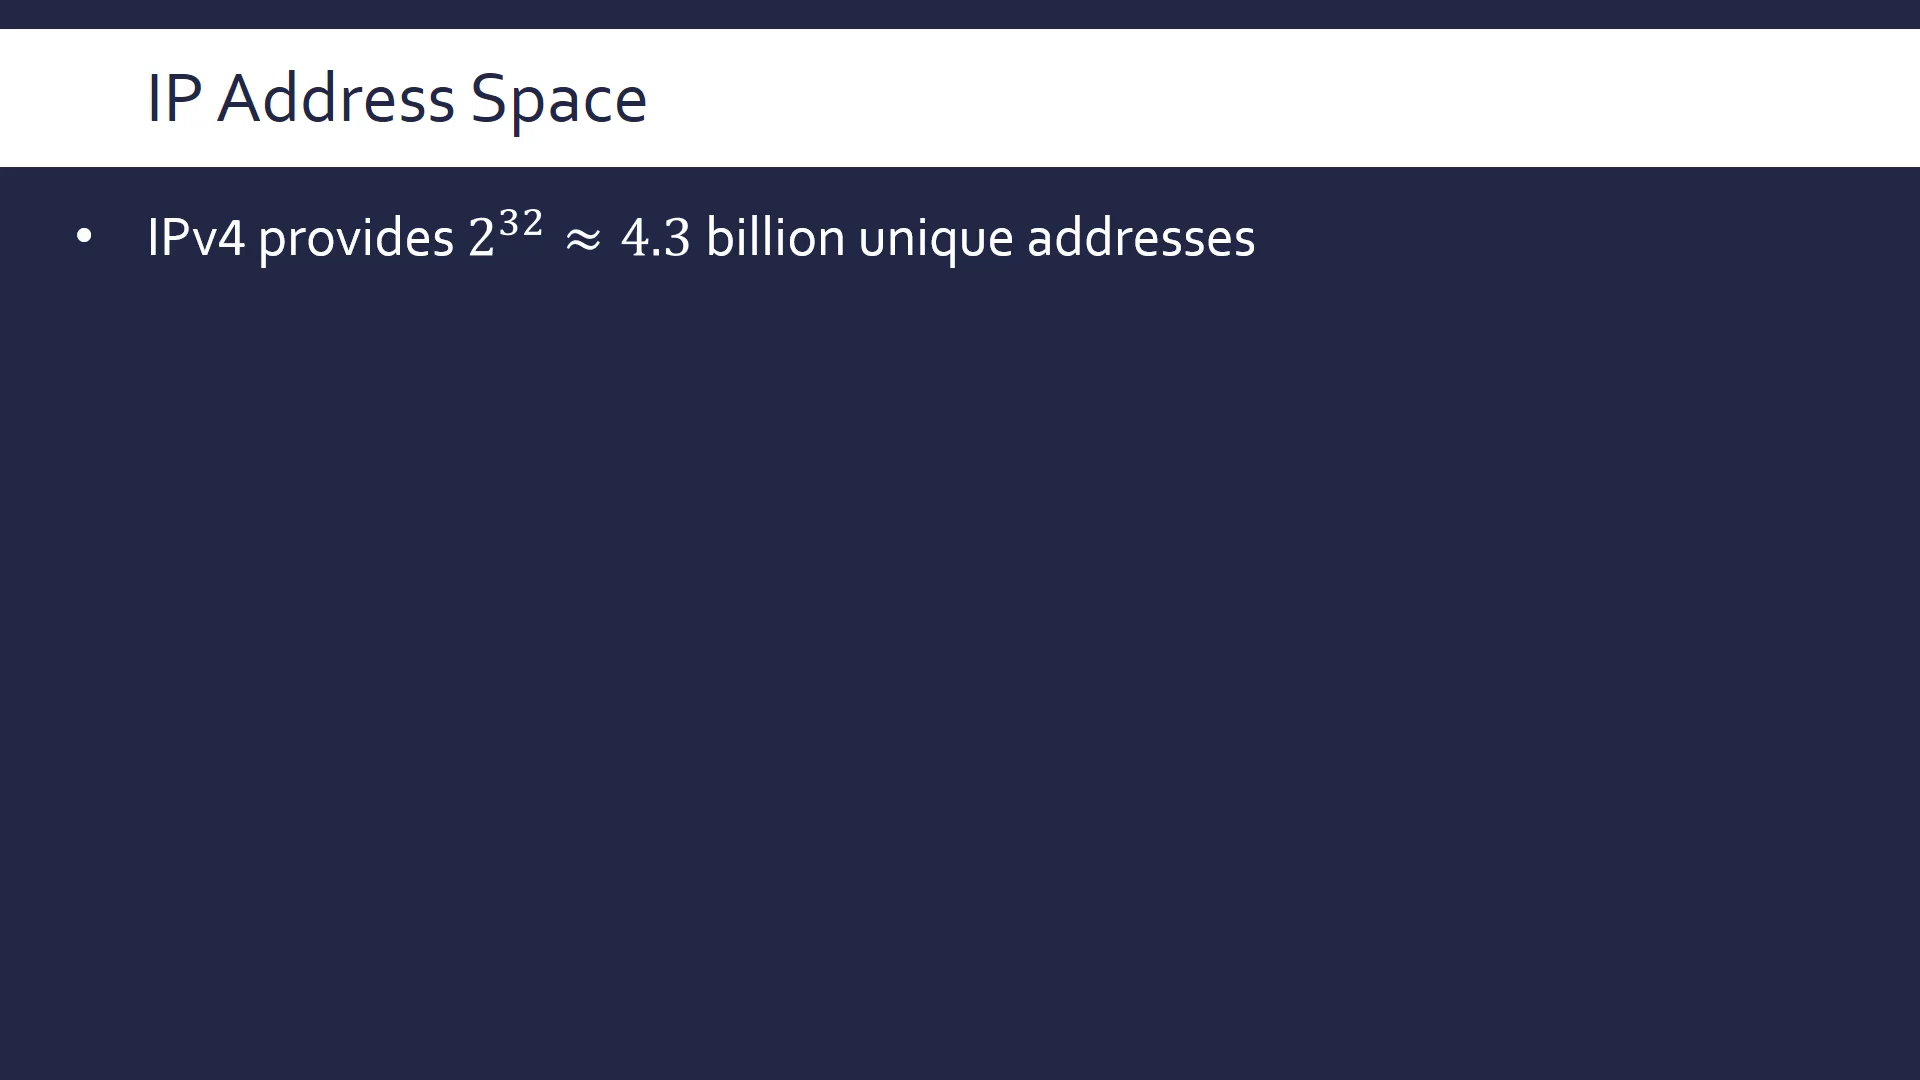 IP Address Space
• IPv4 provides 2³² ≈ 4.3 billion unique addresses